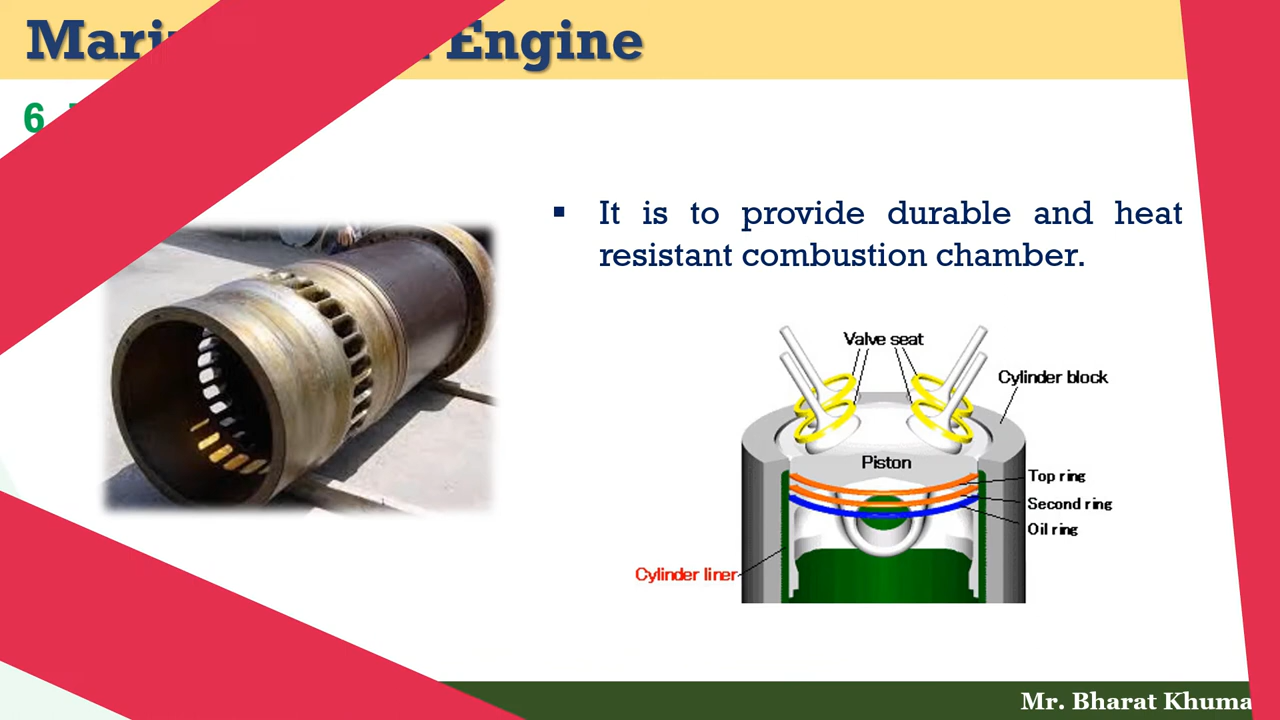 Engine
6
▪ It is to provide durable and heat
resistant combustion chamber.
Valve seat
Cylinder block
Piston
Top ring
Second ring
Oil ring
Cylinder liner
Mr. Bharat Khuma